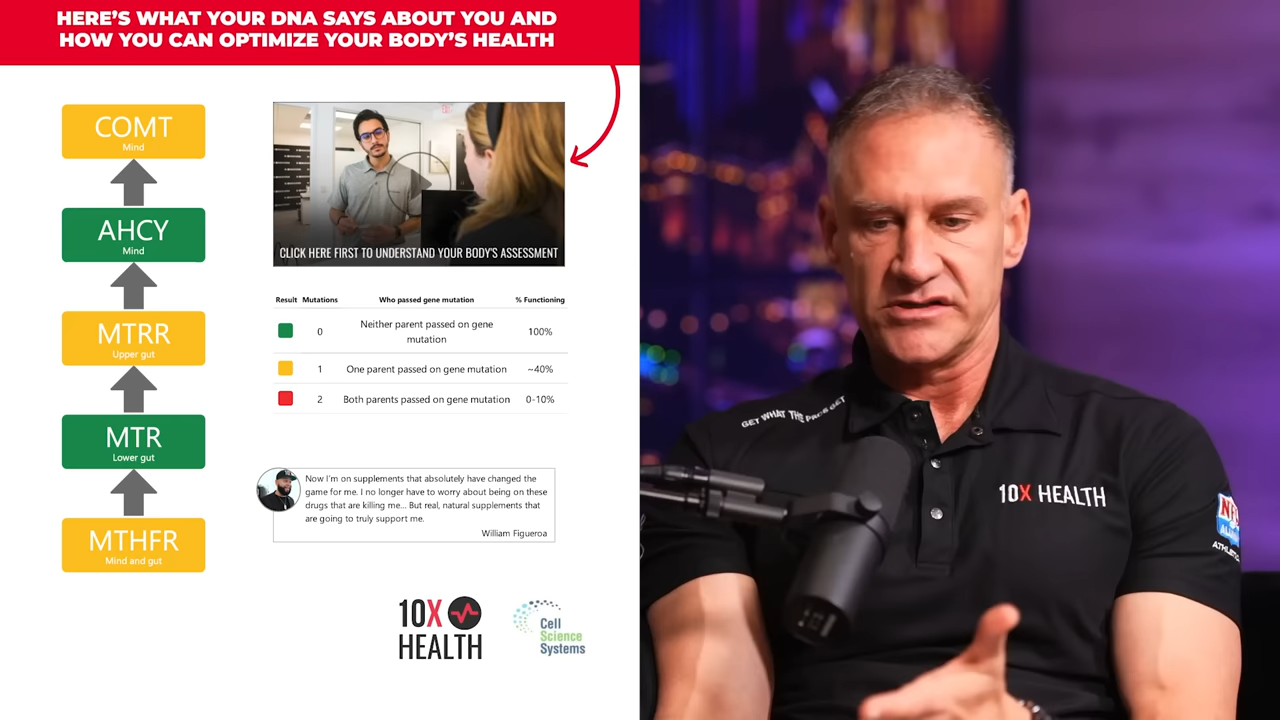 HERE'S WHAT YOUR DNA SAYS ABOUT YOU AND
HOW YOU CAN OPTIMIZE YOUR BODY'S HEALTH
COMT
Mind
AHCY
Mind
MTRR
Upper gut
MTR
Lower gut
MTHFR
Mind and gut
CLICK HERE FIRST TO UNDERSTAND YOUR BODY'S ASSESSMENT
Result Mutations Who passed gene mutation % Functioning
0 Neither parent passed on gene mutation 100%
1 One parent passed on gene mutation ~40%
2 Both parents passed on gene mutation 0-10%
Now I'm on supplements that absolutely have changed the
game for me. I no longer have to worry about being on these
drugs that are killing me... But real, natural supplements that
are going to truly support me.
William Figueroa
10X
HEALTH
Cell
Science
Systems
GET WHAT THE PROS GET
10X HEALTH